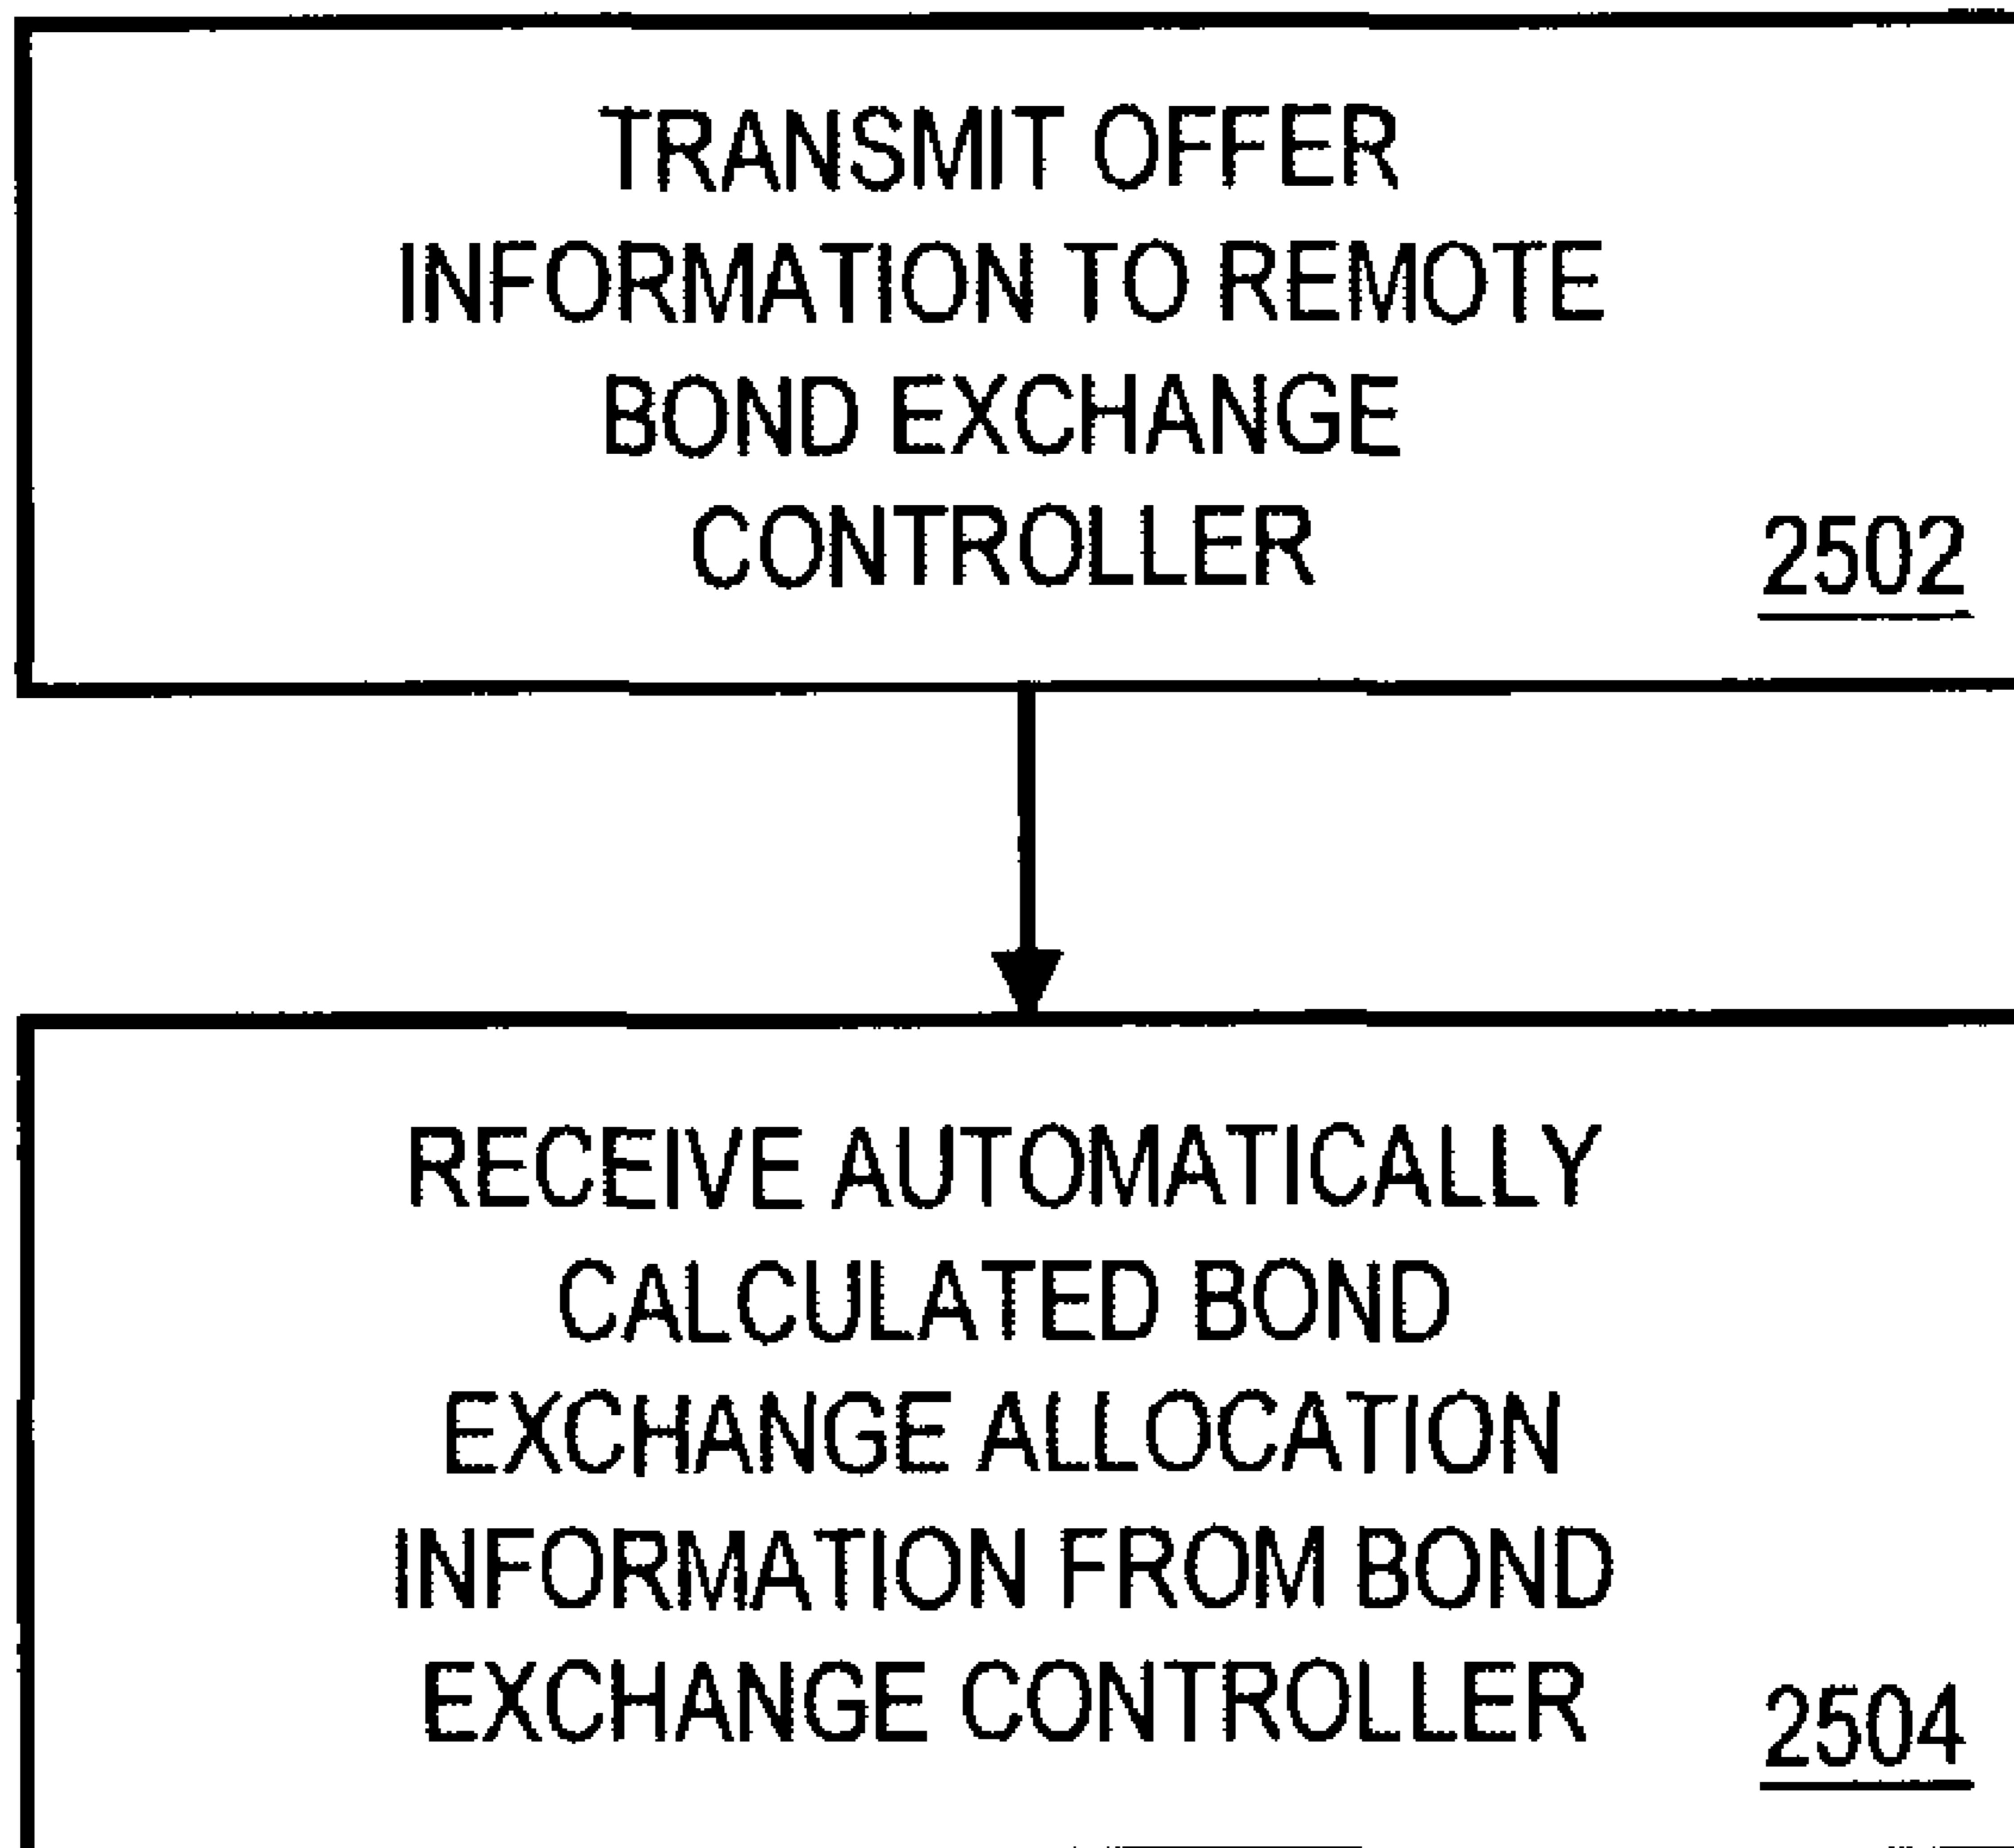 TRANSMIT OFFER
INFORMATION TO REMOTE
BOND EXCHANGE
CONTROLLER
2502
RECEIVE AUTOMATICALLY
CALCULATED BOND
EXCHANGE ALLOCATION
INFORMATION FROM BOND
EXCHANGE CONTROLLER
2504